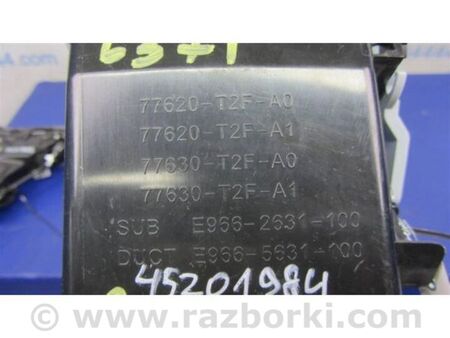 6371
77620-T2F-A0
77620-T2F-A1
77630-T2F-A0
77630-T2F-A1
SUB E966-2631-100
DUCT E966-5631-100
45201984
www.razborki.com